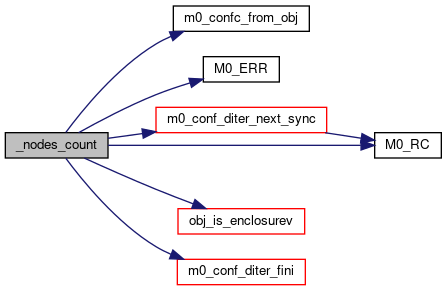 m0_confc_from_obj
M0_ERR
m0_conf_diter_next_sync
_nodes_count
M0_RC
obj_is_enclosurev
m0_conf_diter_fini